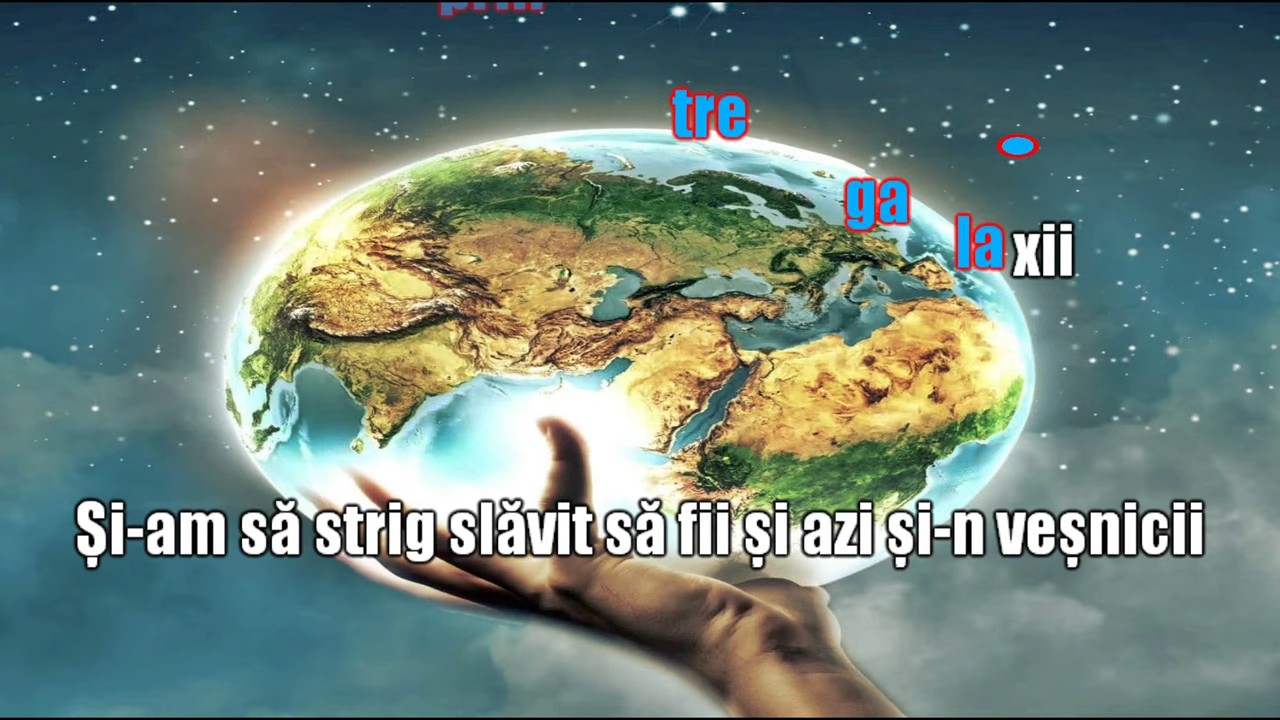 tre
ga
la xii
Și-am să strig slăvit să fii și azi și-n veșnicii